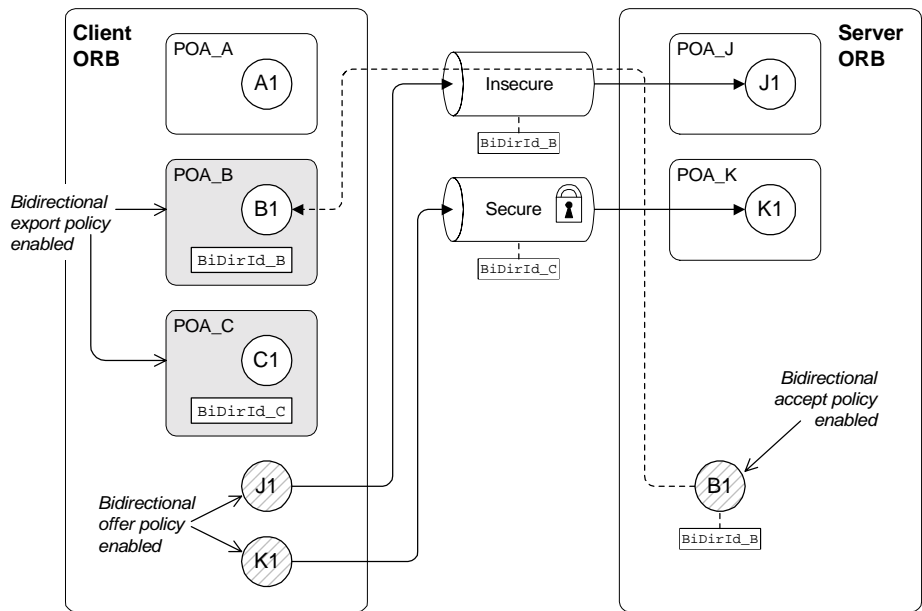 Client
ORB
POA_A
A1
POA_B
B1
BiDirId_B
Bidirectional
export policy
enabled
POA_C
C1
BiDirId_C
J1
Bidirectional
offer policy
enabled
K1
Insecure
BiDirId_B
Secure
BiDirId_C
Server
ORB
POA_J
J1
POA_K
K1
Bidirectional
accept policy
enabled
B1
BiDirId_B